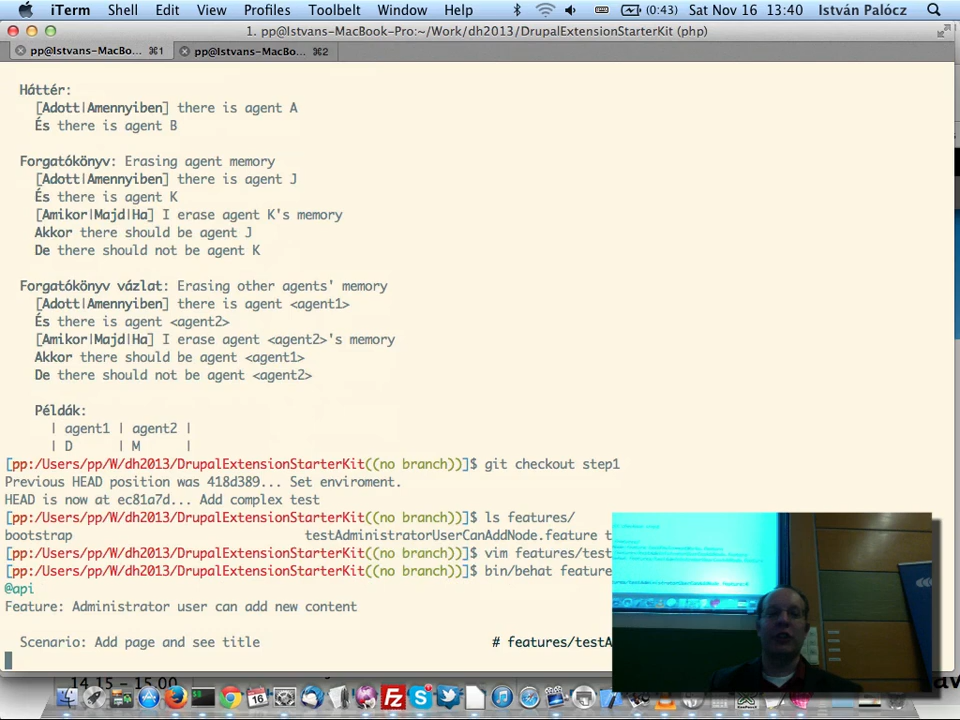 iTerm Shell Edit View Profiles Toolbelt Window Help (0:43) Sat Nov 16 13:40 István Palócz
1. pp@Istvans-MacBook-Pro:~/Work/dh2013/DrupalExtensionStarterKit (php)
pp@Istvans-MacBo... ⌘1 pp@Istvans-MacBo... ⌘2
Háttér:
[Adott|Amennyiben] there is agent A
És there is agent B
Forgatókönyv: Erasing agent memory
[Adott|Amennyiben] there is agent J
És there is agent K
[Amikor|Majd|Ha] I erase agent K's memory
Akkor there should be agent J
De there should not be agent K
Forgatókönyv vázlat: Erasing other agents' memory
[Adott|Amennyiben] there is agent <agent1>
És there is agent <agent2>
[Amikor|Majd|Ha] I erase agent <agent2>'s memory
Akkor there should be agent <agent1>
De there should not be agent <agent2>
Példák:
| agent1 | agent2 |
| D | M |
[pp:/Users/pp/W/dh2013/DrupalExtensionStarterKit((no branch))]$ git checkout step1
Previous HEAD position was 418d389... Set enviroment.
HEAD is now at ec81a7d... Add complex test
[pp:/Users/pp/W/dh2013/DrupalExtensionStarterKit((no branch))]$ ls features/
bootstrap testAdministratorUserCanAddNode.feature t
[pp:/Users/pp/W/dh2013/DrupalExtensionStarterKit((no branch))]$ vim features/test
[pp:/Users/pp/W/dh2013/DrupalExtensionStarterKit((no branch))]$ bin/behat feature
@api
Feature: Administrator user can add new content
Scenario: Add page and see title # features/testA
14.15 - 15.00